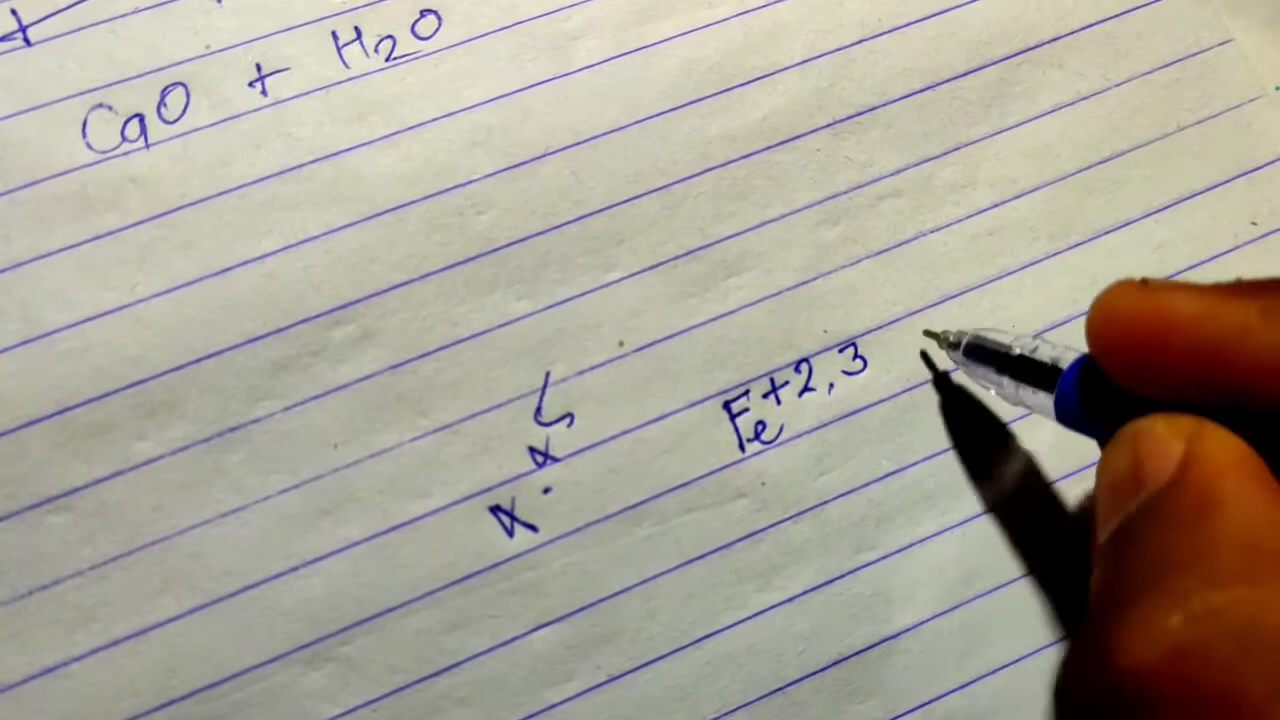 +
CaO + H₂O
Fe⁺²,³